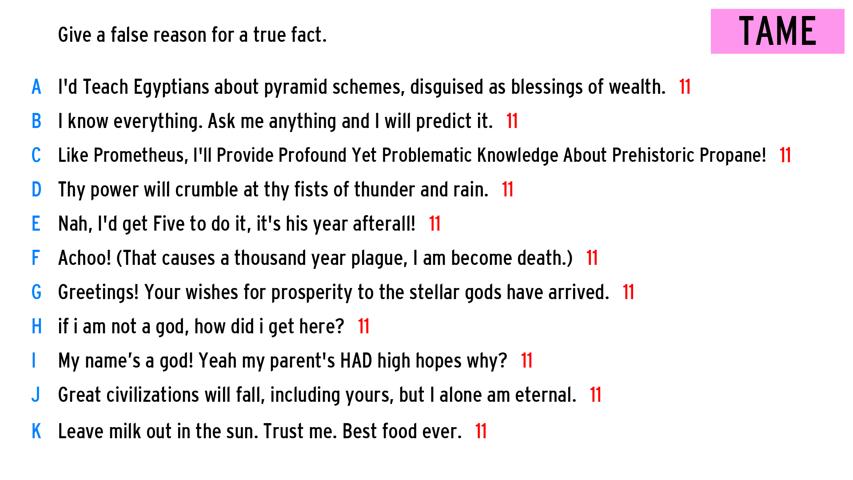 Give a false reason for a true fact.
TAME
A I'd Teach Egyptians about pyramid schemes, disguised as blessings of wealth. 11
B I know everything. Ask me anything and I will predict it. 11
C Like Prometheus, I'll Provide Profound Yet Problematic Knowledge About Prehistoric Propane! 11
D Thy power will crumble at thy fists of thunder and rain. 11
E Nah, I'd get Five to do it, it's his year afterall! 11
F Achoo! (That causes a thousand year plague, I am become death.) 11
G Greetings! Your wishes for prosperity to the stellar gods have arrived. 11
H if i am not a god, how did i get here? 11
I My name’s a god! Yeah my parent's HAD high hopes why? 11
J Great civilizations will fall, including yours, but I alone am eternal. 11
K Leave milk out in the sun. Trust me. Best food ever. 11